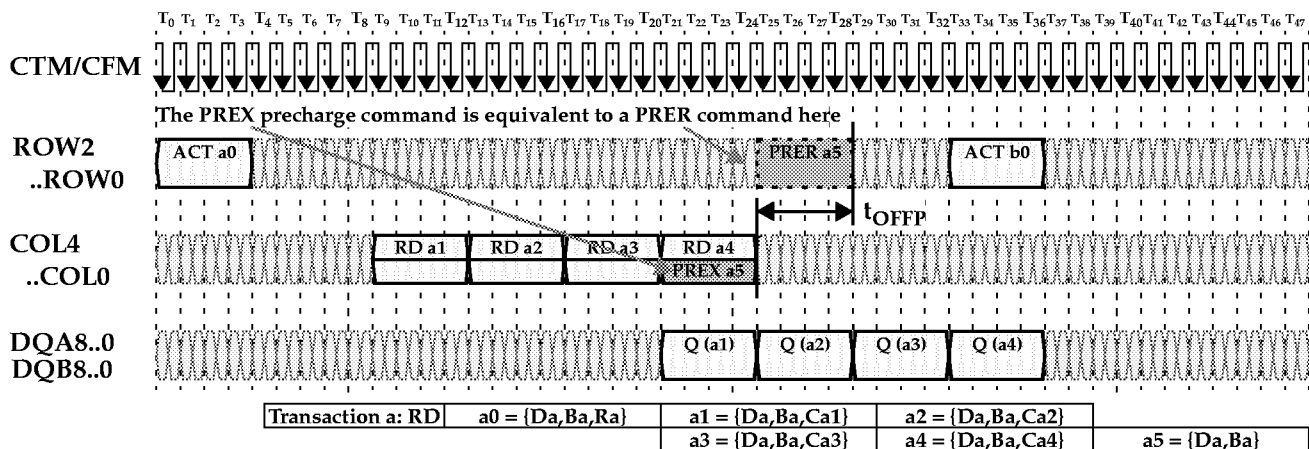 T0 T1 T2 T3 T4 T5 T6 T7 T8 T9 T10 T11 T12 T13 T14 T15 T16 T17 T18 T19 T20 T21 T22 T23 T24 T25 T26 T27 T28 T29 T30 T31 T32 T33 T34 T35 T36 T37 T38 T39 T40 T41 T42 T43 T44 T45 T46 T47
CTM/CFM
The PREX precharge command is equivalent to a PRER command here
ROW2 ACT a0 PRER a5 ACT b0
..ROW0
tOFFP
COL4 RD a1 RD a2 RD a3 RD a4
..COL0 PREX a5
DQA8..0 Q (a1) Q (a2) Q (a3) Q (a4)
DQB8..0
Transaction a: RD a0 = {Da,Ba,Ra} a1 = {Da,Ba,Ca1} a2 = {Da,Ba,Ca2}
a3 = {Da,Ba,Ca3} a4 = {Da,Ba,Ca4} a5 = {Da,Ba}